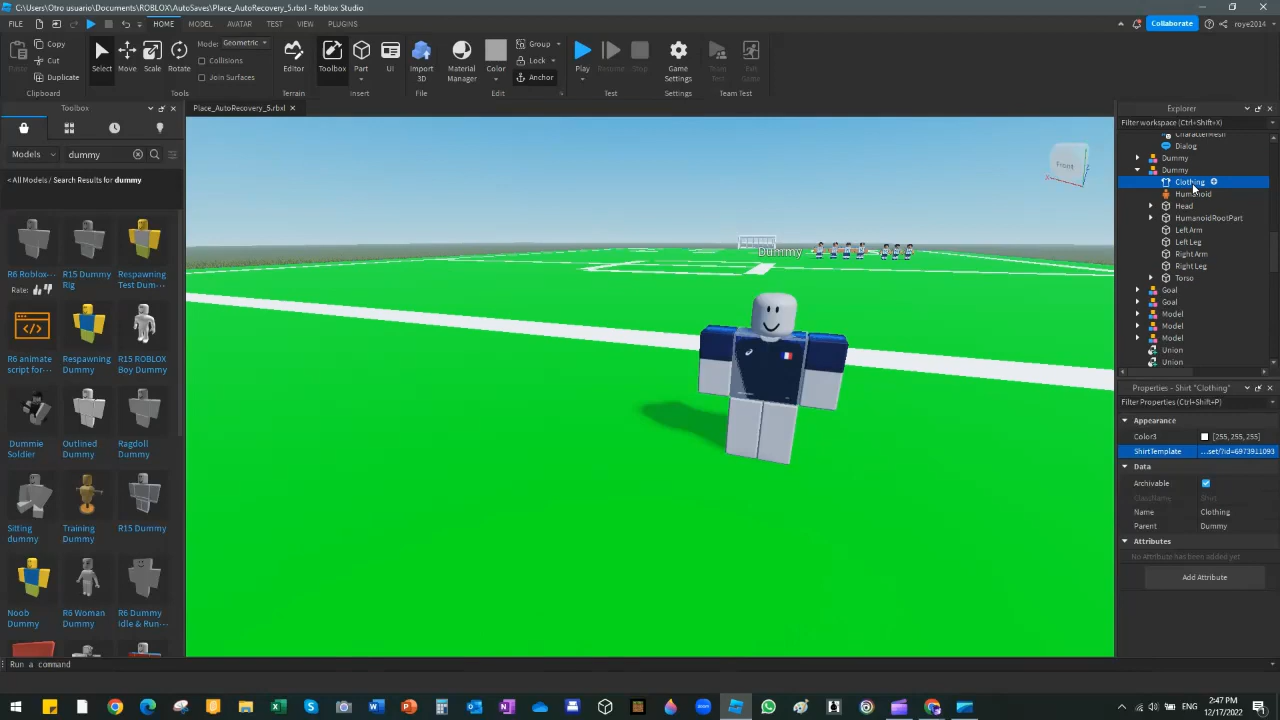 C:\Users\Otro usuario\Documents\ROBLOX\AutoSaves\Place_AutoRecovery_5.rbxl - Roblox Studio
FILE HOME MODEL AVATAR TEST VIEW PLUGINS Collaborate roye2014
Copy Mode: Geometric Group
Select Move Scale Rotate Collisions Editor Toolbox Part UI Import 3D Material Manager Color Lock Play Game Settings
Cut
Duplicate Join Surfaces Anchor
Clipboard Tools Terrain Insert File Edit Test Settings Team Test
Toolbox
Models dummy
< All Models / Search Results for dummy
R6 Roblox... R15 Dummy Rig Respawning Test Dum...
Rate:
R6 animate script for... Respawning Dummy R15 ROBLOX Boy Dummy
Dummie Soldier Outlined Dummy Ragdoll Dummy
Sitting dummy Training Dummy R15 Dummy
Noob Dummy R6 Woman Dummy R6 Dummy Idle & Run...
Place_AutoRecovery_5.rbxl
Front
Dummy
Explorer
Filter workspace (Ctrl+Shift+X)
CharacterMesh
Dialog
Dummy
Dummy
Clothing
Humanoid
Head
HumanoidRootPart
Left Arm
Left Leg
Right Arm
Right Leg
Torso
Goal
Goal
Model
Model
Model
Union
Union
Properties - Shirt "Clothing"
Filter Properties (Ctrl+Shift+P)
Appearance
Color3 [255, 255, 255]
ShirtTemplate ...set/?id=6973911093
Data
Archivable
ClassName Shirt
Name Clothing
Parent Dummy
Attributes
No Attribute has been added yet
Add Attribute
Run a command
ENG 2:47 PM
12/17/2022